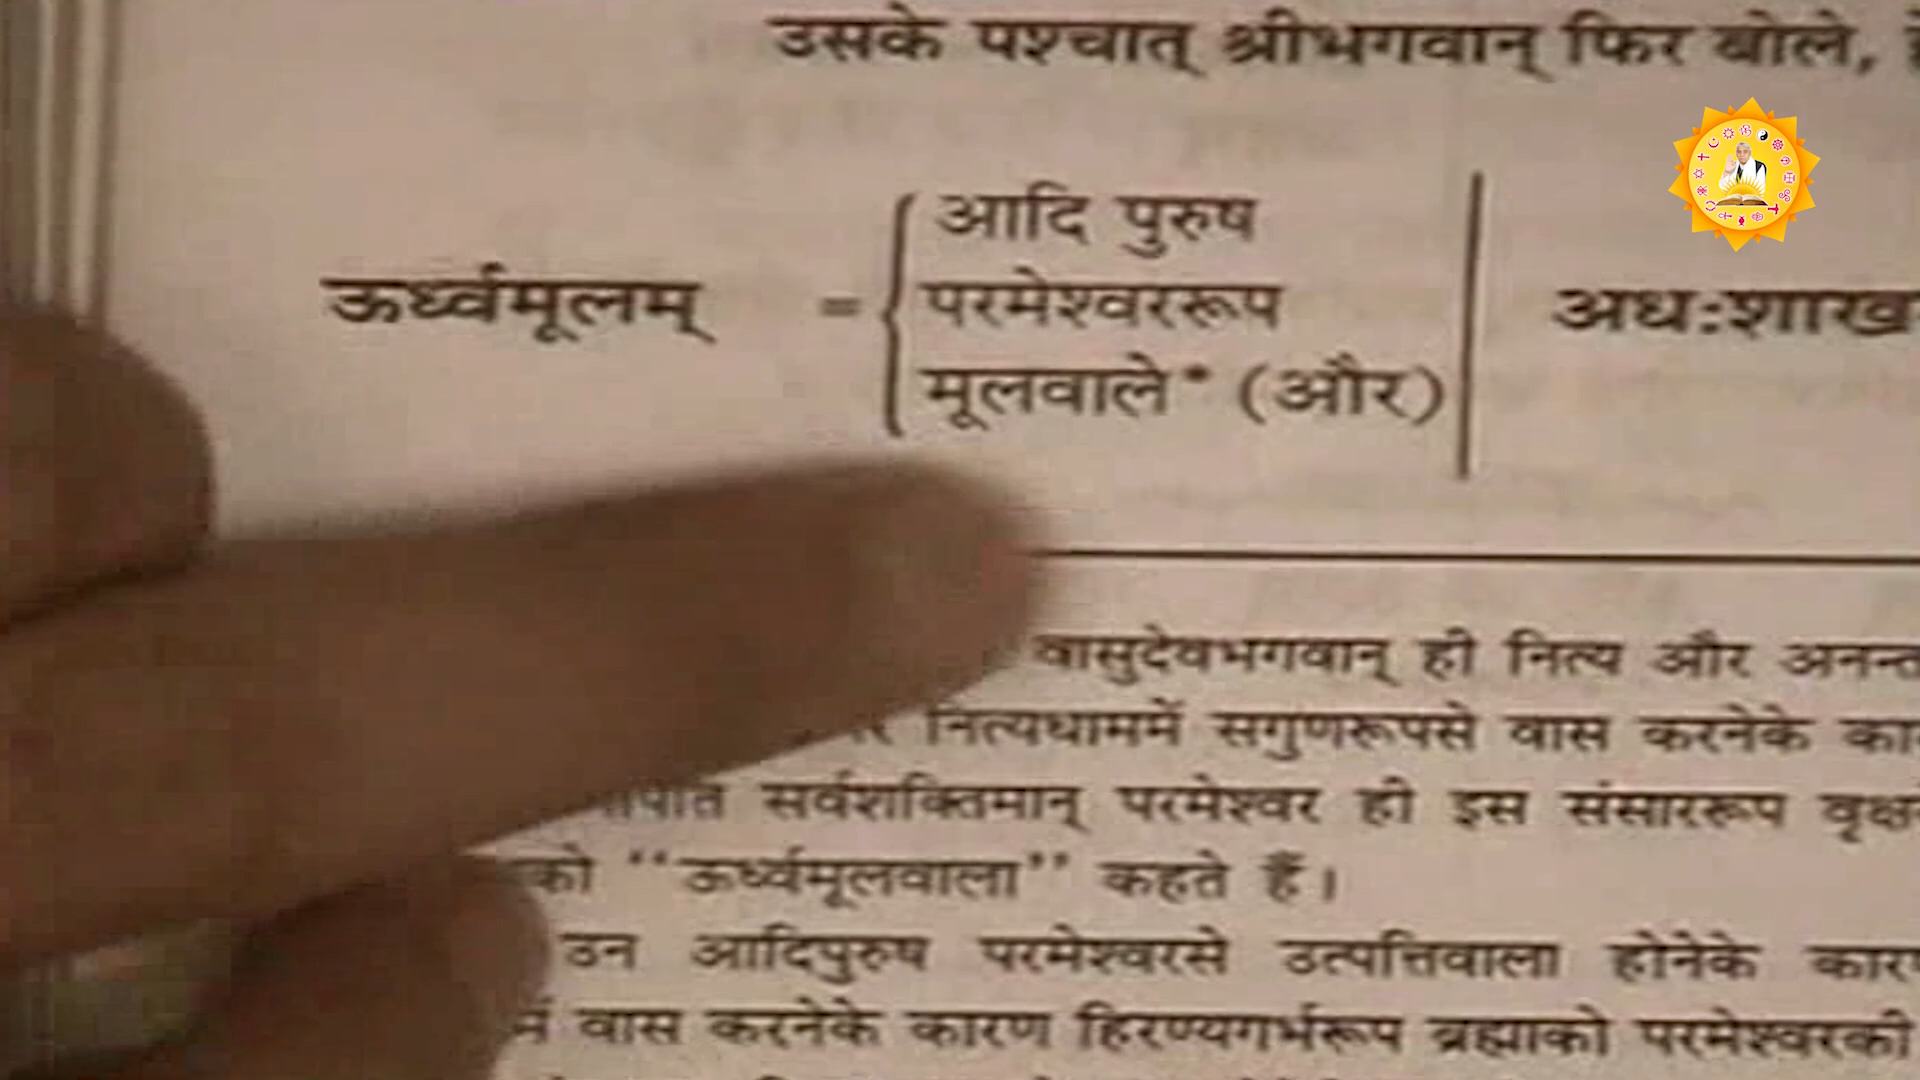 उसके पश्चात् श्रीभगवान् फिर बोले,
ऊर्ध्वमूलम् = { आदि पुरुष
परमेश्वररूप
मूलवाले* (और)
अधःशाख
वासुदेवभगवान् ही नित्य और अनन्त
नित्यधाममें सगुणरूपसे वास करनेके
सर्वशक्तिमान् परमेश्वर ही इस संसाररूप
को “ऊर्ध्वमूलवाला” कहते हैं।
उन आदिपुरुष परमेश्वरसे उत्पत्तिवाला होनेके
वास करनेके कारण हिरण्यगर्भरूप ब्रह्माको परमेश्वरकी